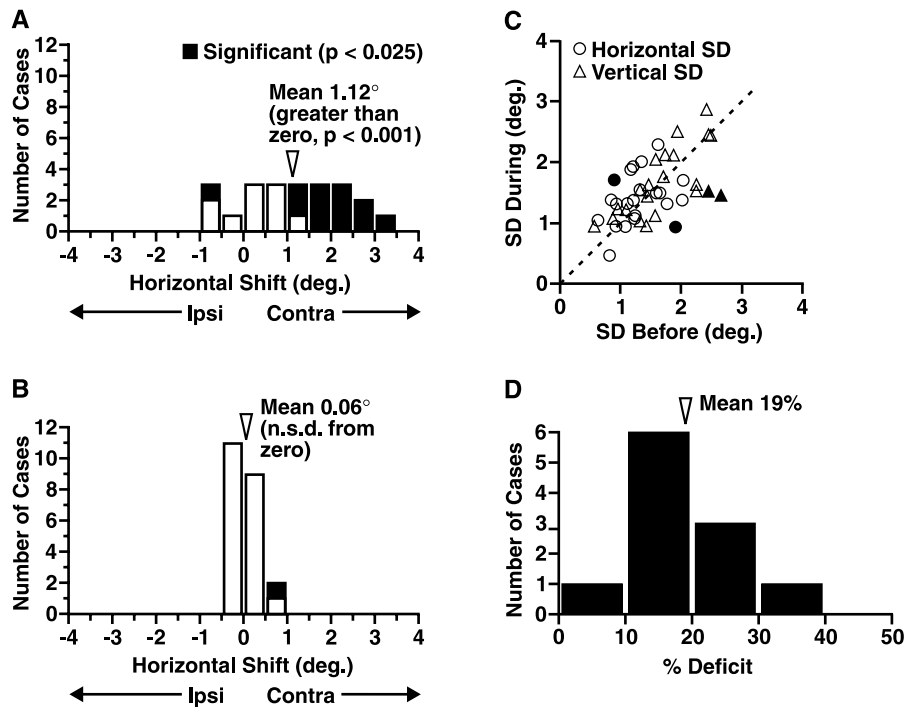 A
Number of Cases
12
10
8
6
4
2
0
■ Significant (p < 0.025)
Mean 1.12°
(greater than
zero, p < 0.001)
-4 -3 -2 -1 0 1 2 3 4
Horizontal Shift (deg.)
Ipsi Contra
B
Number of Cases
12
10
8
6
4
2
0
Mean 0.06°
(n.s.d. from
zero)
-4 -3 -2 -1 0 1 2 3 4
Horizontal Shift (deg.)
Ipsi Contra
C
SD During (deg.)
4
3
2
1
0
○ Horizontal SD
△ Vertical SD
0 1 2 3 4
SD Before (deg.)
D
Number of Cases
6
5
4
3
2
1
0
Mean 19%
0 10 20 30 40 50
% Deficit